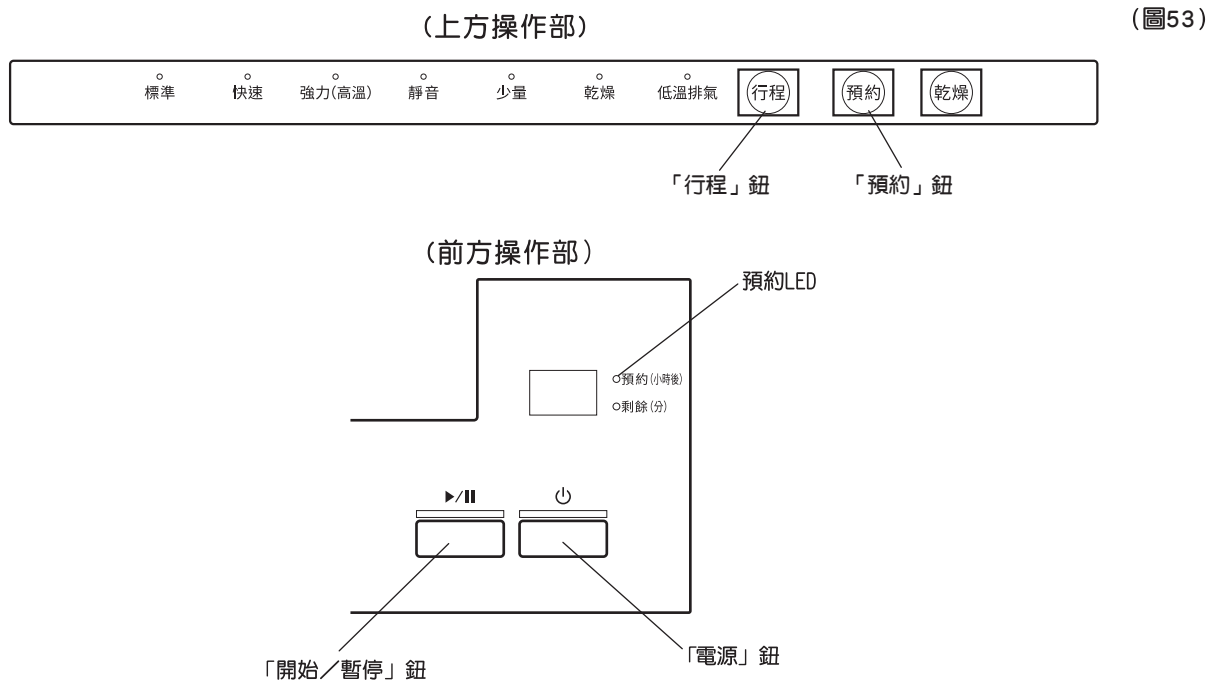 (圖53)
(上方操作部)
標準 快速 強力(高溫) 靜音 少量 乾燥 低溫排氣 行程 預約 乾燥
「行程」鈕 「預約」鈕
(前方操作部)
預約LED
預約(小時後)
剩餘(分)
「開始／暫停」鈕
「電源」鈕